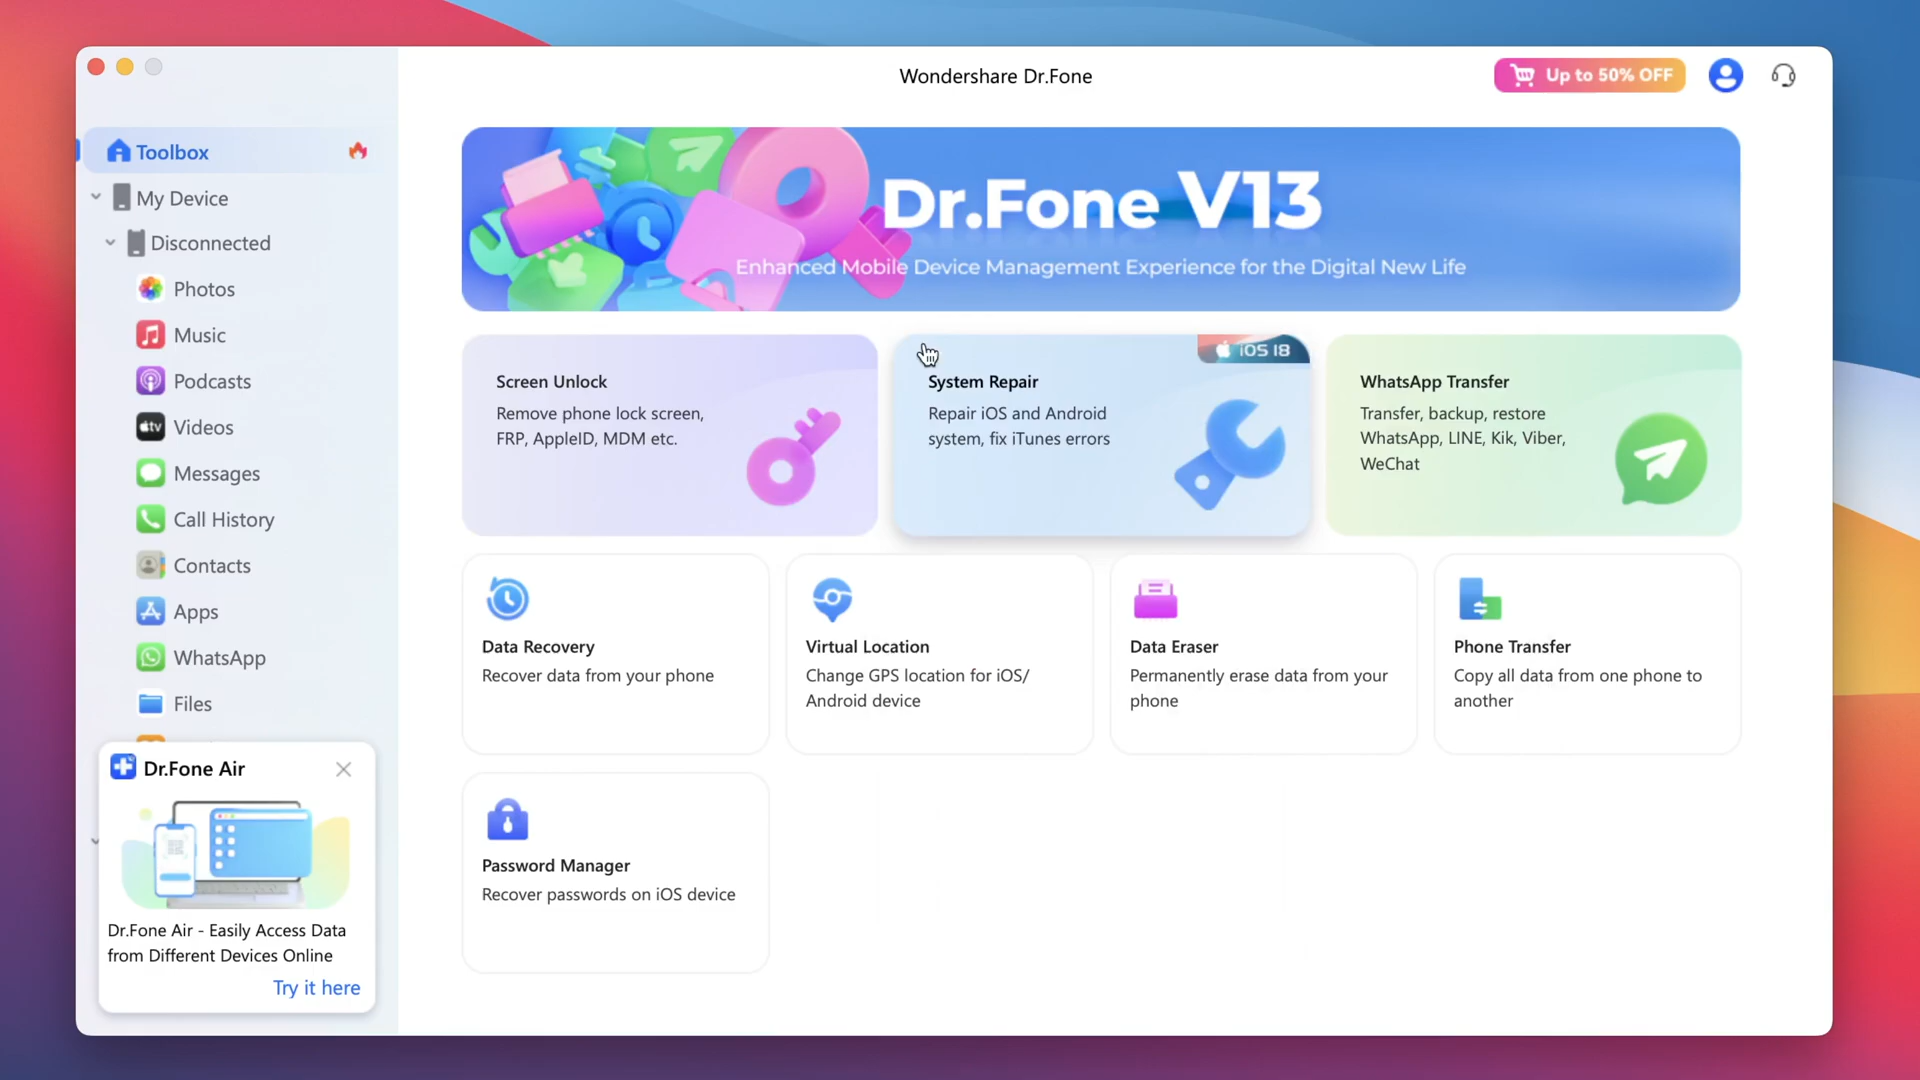 Wondershare Dr.Fone
Up to 50% OFF
Toolbox
My Device
Disconnected
Photos
Music
Podcasts
tv
Videos
Messages
Call History
Contacts
Apps
WhatsApp
Files
Dr.Fone Air
Dr.Fone Air - Easily Access Data
from Different Devices Online
Try it here
Dr.Fone V13
Enhanced Mobile Device Management Experience for the Digital New Life
Screen Unlock
Remove phone lock screen,
FRP, AppleID, MDM etc.
iOS 18
System Repair
Repair iOS and Android
system, fix iTunes errors
WhatsApp Transfer
Transfer, backup, restore
WhatsApp, LINE, Kik, Viber,
WeChat
Data Recovery
Recover data from your phone
Virtual Location
Change GPS location for iOS/
Android device
Data Eraser
Permanently erase data from your
phone
Phone Transfer
Copy all data from one phone to
another
Password Manager
Recover passwords on iOS device